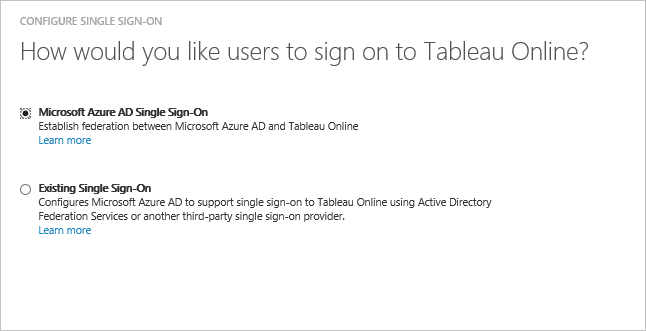 CONFIGURE SINGLE SIGN-ON
How would you like users to sign on to Tableau Online?
Microsoft Azure AD Single Sign-On
Establish federation between Microsoft Azure AD and Tableau Online
Learn more
Existing Single Sign-On
Configures Microsoft Azure AD to support single sign-on to Tableau Online using Active Directory
Federation Services or another third-party single sign-on provider.
Learn more